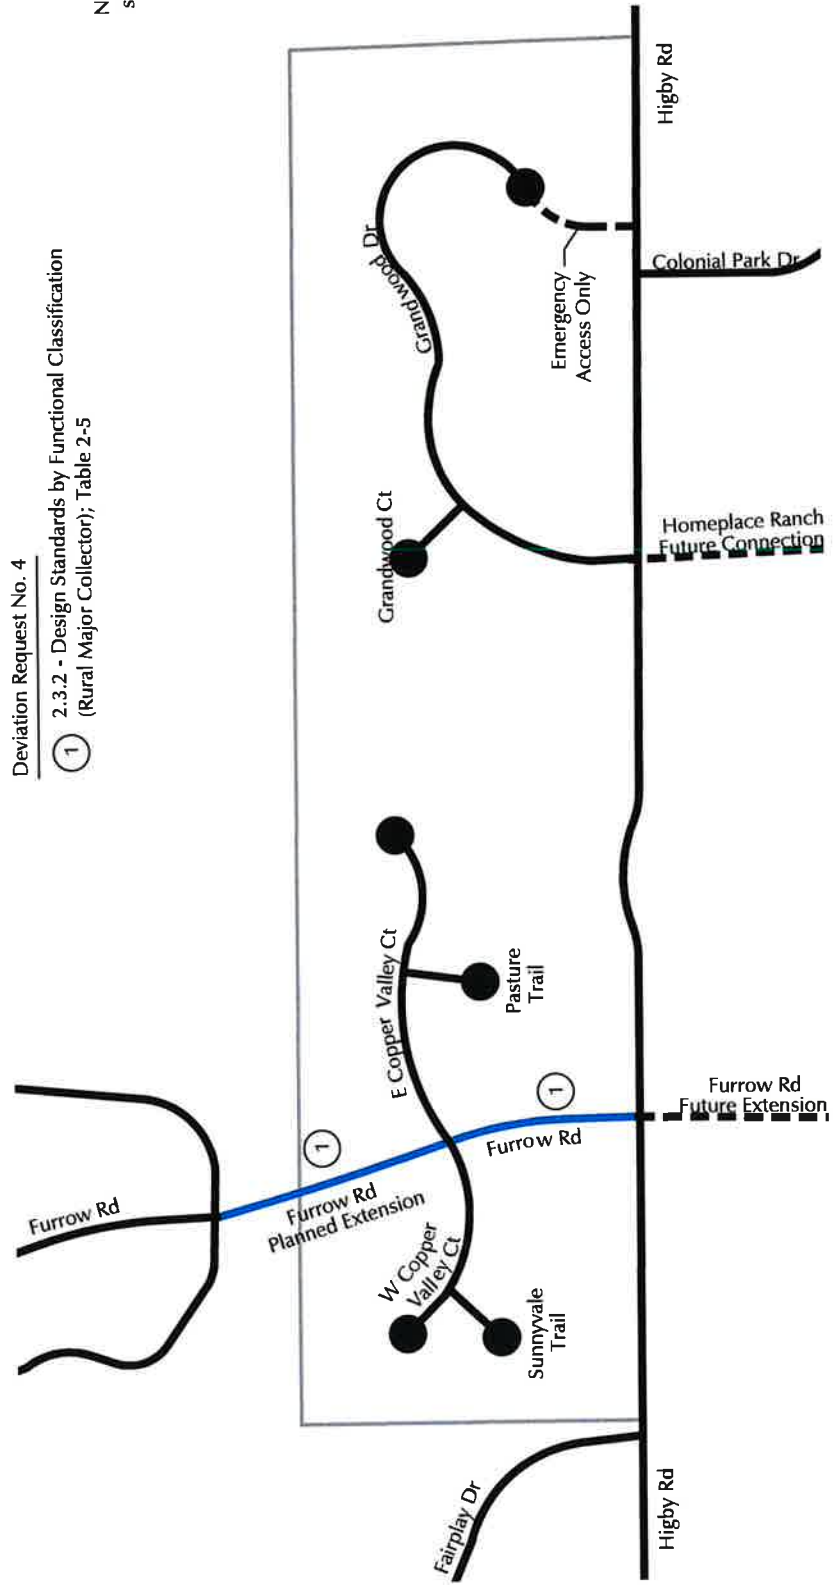 Deviation Request No. 4
1
2.3.2 - Design Standards by Functional Classification
(Rural Major Collector); Table 2-5
N
s
Furrow Rd
Furrow Rd
Planned Extension
1
1
Furrow Rd
W Copper
Valley Ct
Sunnyvale
Trail
E Copper Valley Ct
Pasture
Trail
Grandwood Ct
Grandwood Dr
Emergency
Access Only
Fairplay Dr
Higby Rd
Furrow Rd
Future Extension
Homeplace Ranch
Future Connection
Colonial Park Dr
Higby Rd